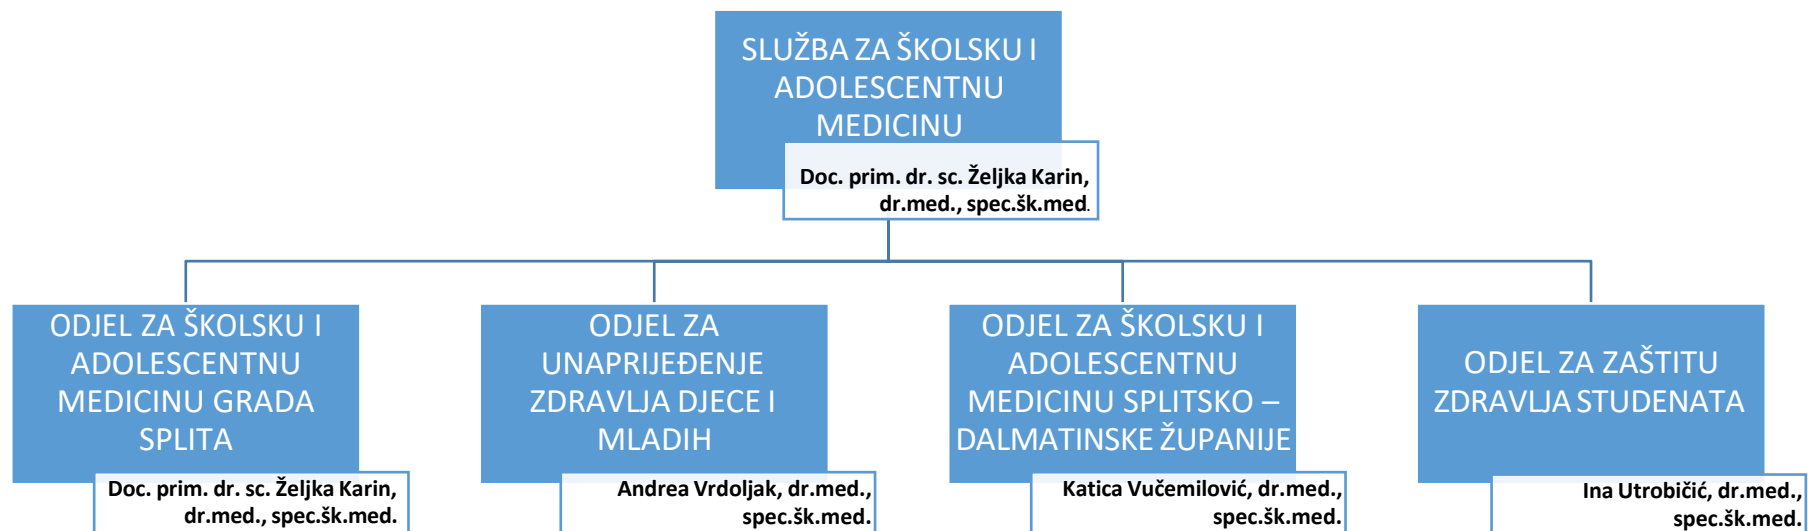 SLUŽBA ZA ŠKOLSKU I
ADOLESCENTNU
MEDICINU
Doc. prim. dr. sc. Željka Karin,
dr.med., spec.šk.med.
ODJEL ZA ŠKOLSKU I
ADOLESCENTNU
MEDICINU GRADA
SPLITA
Doc. prim. dr. sc. Željka Karin,
dr.med., spec.šk.med.
ODJEL ZA
UNAPRIJEĐENJE
ZDRAVLJA DJECE I
MLADIH
Andrea Vrdoljak, dr.med.,
spec.šk.med.
ODJEL ZA ŠKOLSKU I
ADOLESCENTNU
MEDICINU SPLITSKO –
DALMATINSKE ŽUPANIJE
Katica Vučemilović, dr.med.,
spec.šk.med.
ODJEL ZA ZAŠTITU
ZDRAVLJA STUDENATA
Ina Utrobičić, dr.med.,
spec.šk.med.